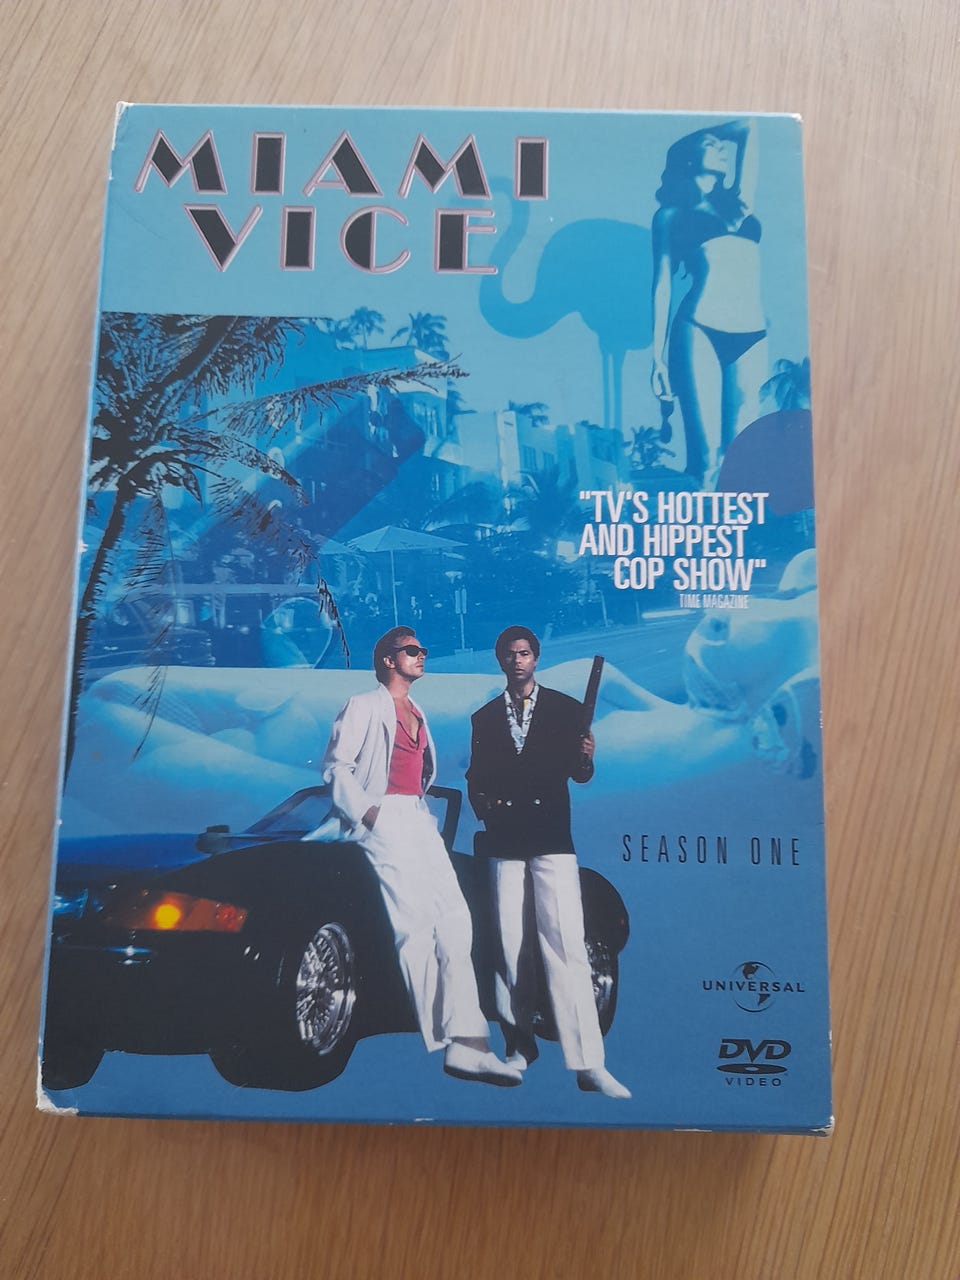 MIAMI
VICE
"TV'S HOTTEST
AND HIPPEST
COP SHOW"
TIME MAGAZINE
SEASON ONE
UNIVERSAL
DVD
VIDEO